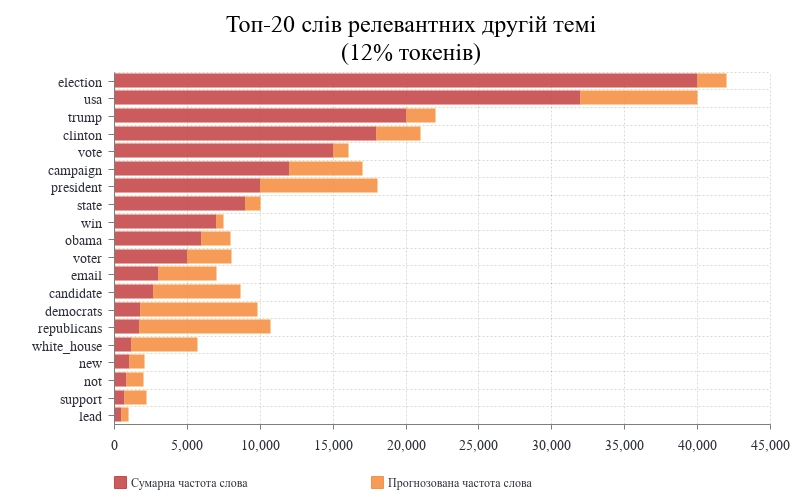 Топ-20 слів релевантних другій темі
(12% токенів)
election
usa
trump
clinton
vote
campaign
president
state
win
obama
voter
email
candidate
democrats
republicans
white_house
new
not
support
lead
0 5,000 10,000 15,000 20,000 25,000 30,000 35,000 40,000 45,000
Сумарна частота слова Прогнозована частота слова